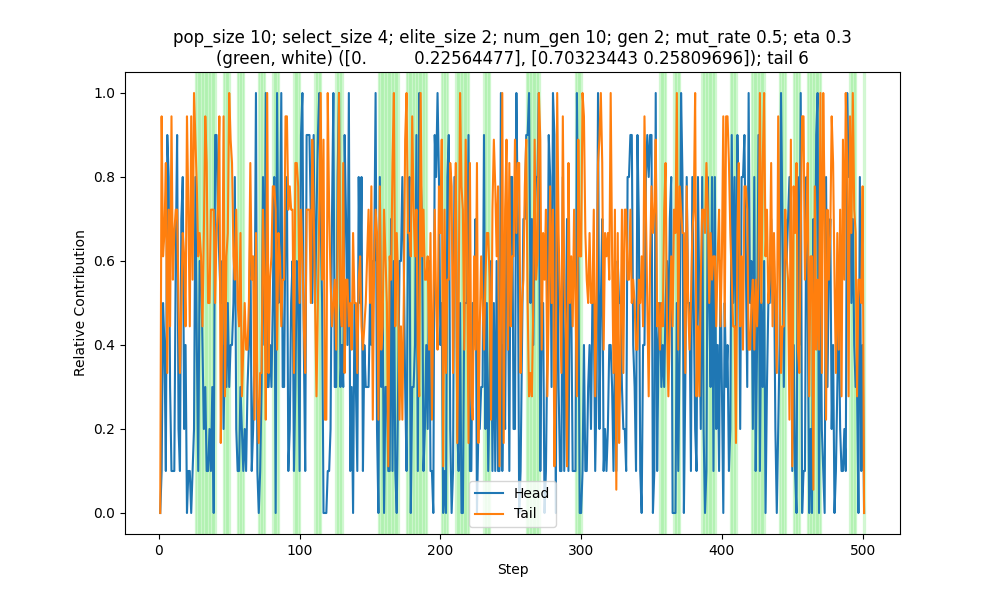 pop_size 10; select_size 4; elite_size 2; num_gen 10; gen 2; mut_rate 0.5; eta 0.3
(green, white) ([0.         0.22564477], [0.70323443 0.25809696]); tail 6
1.0
0.8
0.6
0.4
0.2
0.0
Relative Contribution
Head
Tail
0 100 200 300 400 500
Step